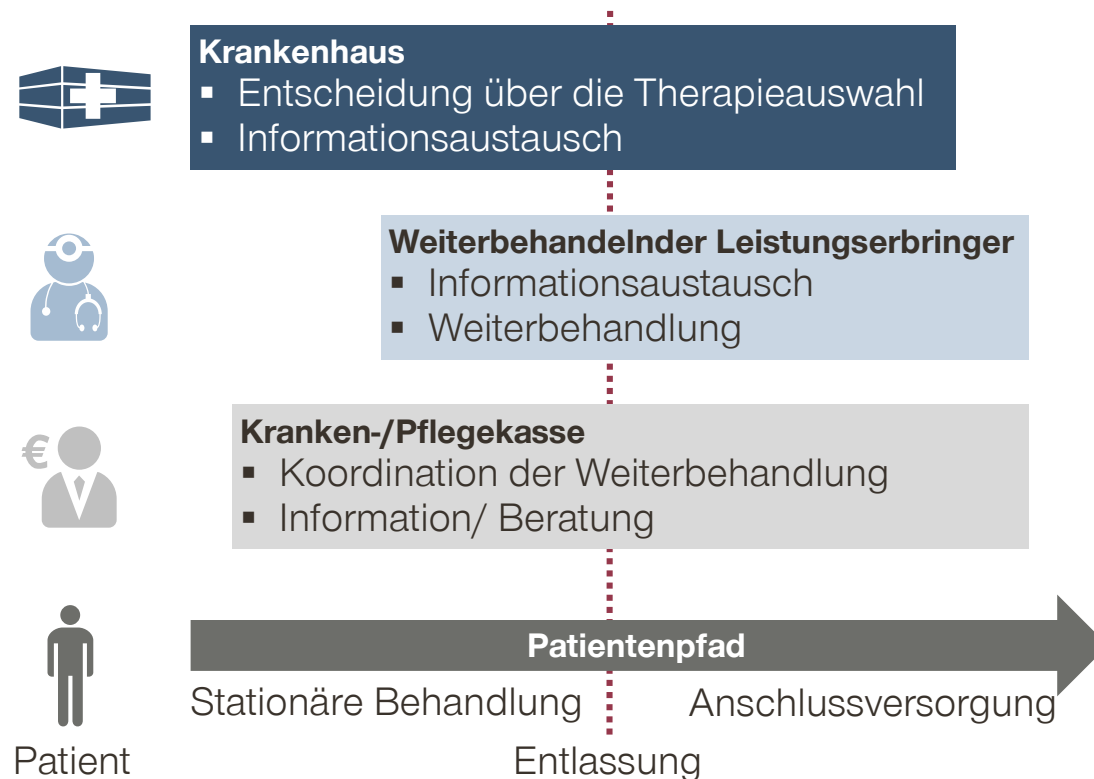 Krankenhaus
▪ Entscheidung über die Therapieauswahl
▪ Informationsaustausch
Weiterbehandelnder Leistungserbringer
▪ Informationsaustausch
▪ Weiterbehandlung
€
Kranken-/Pflegekasse
▪ Koordination der Weiterbehandlung
▪ Information/ Beratung
Patientenpfad
Stationäre Behandlung
Anschlussversorgung
Patient
Entlassung